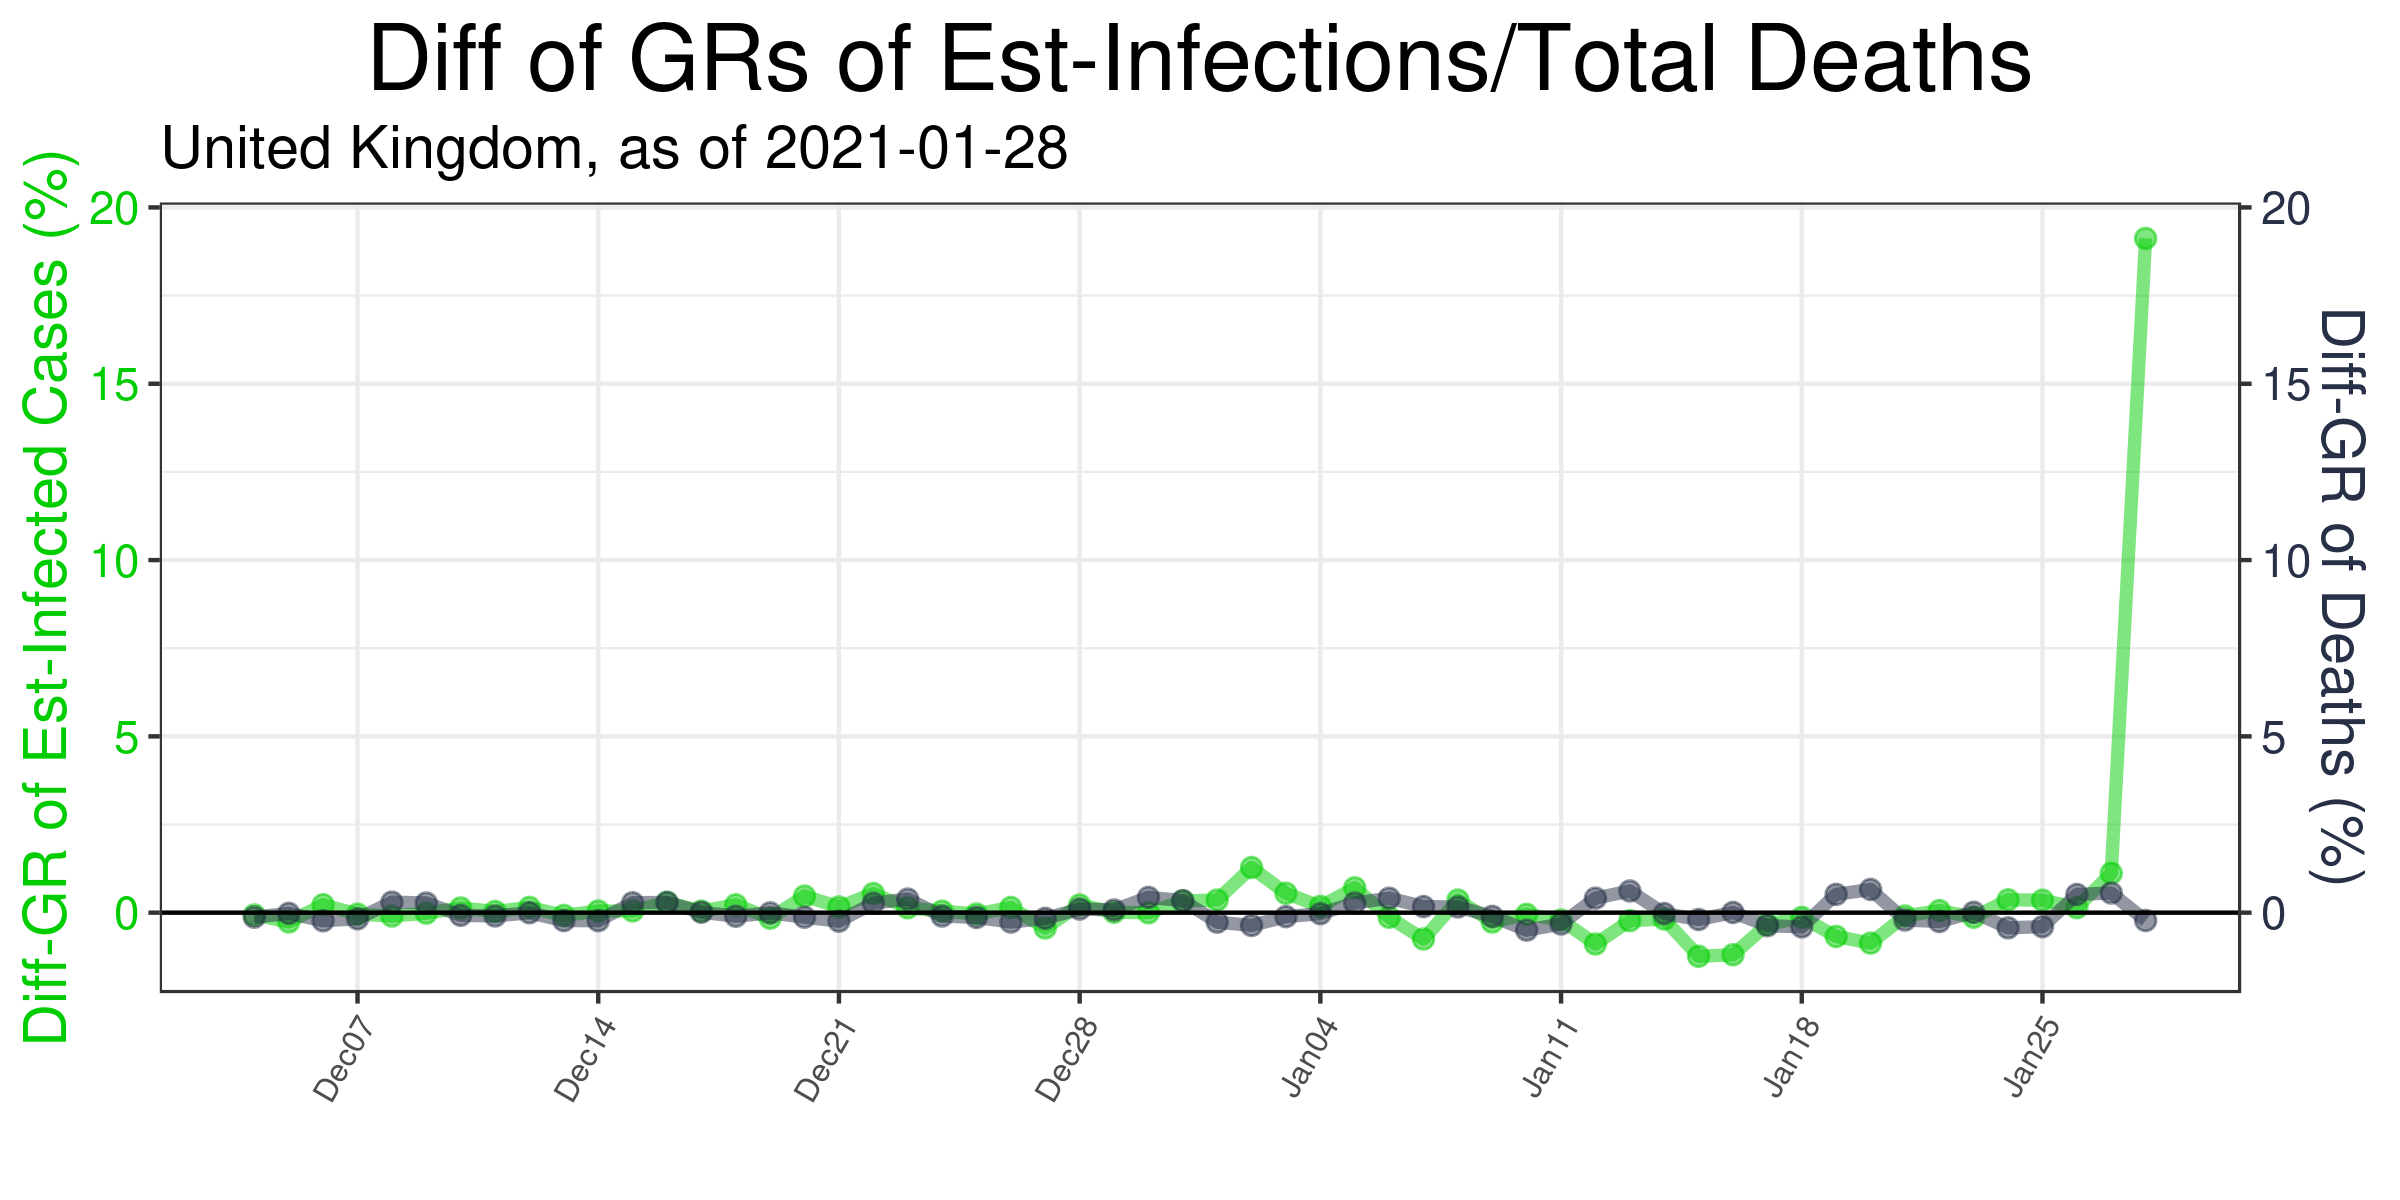 Diff of GRs of Est-Infections/Total Deaths
United Kingdom, as of 2021-01-28
Diff-GR of Est-Infected Cases (%)
20
15
10
5
0
20
15
10
5
0
Diff-GR of Deaths (%)
Dec07
Dec14
Dec21
Dec28
Jan04
Jan11
Jan18
Jan25